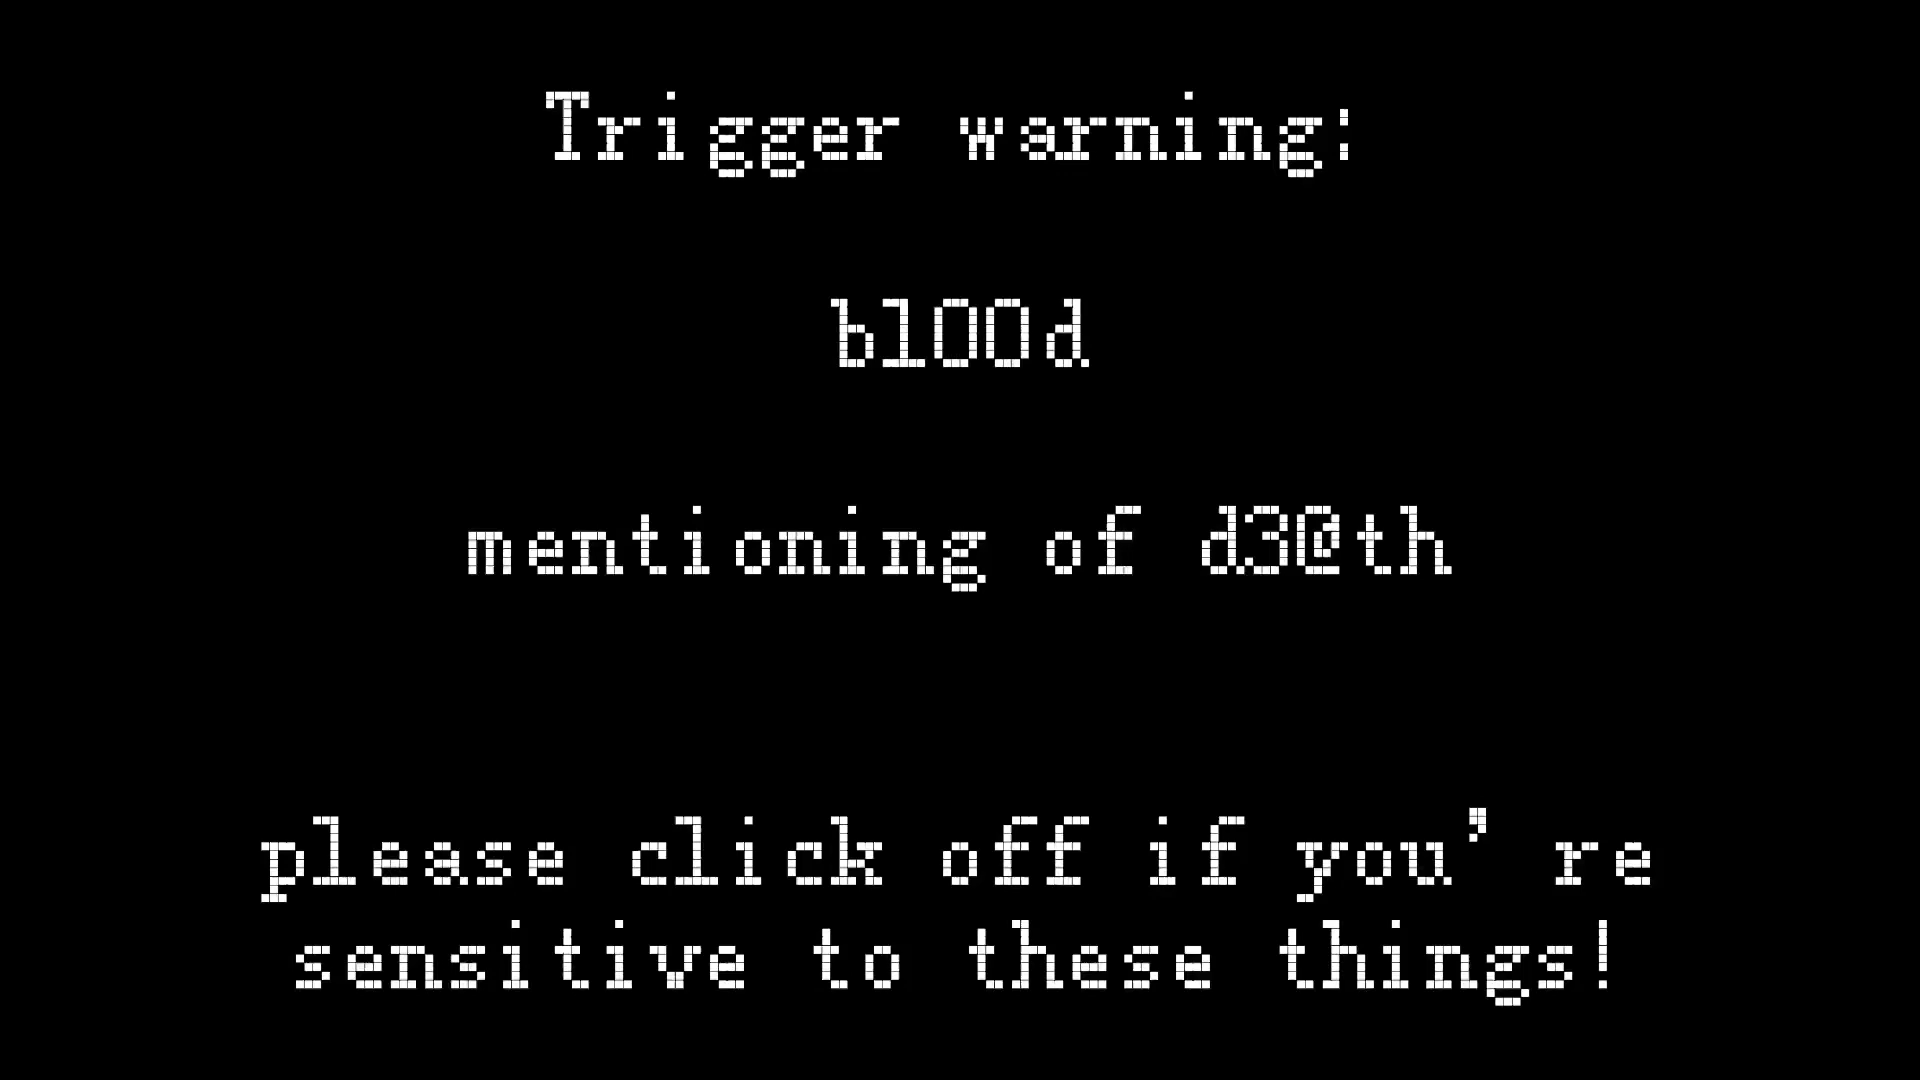 Trigger warning:
bl00d
mentioning of d3@th
please click off if you're
sensitive to these things!